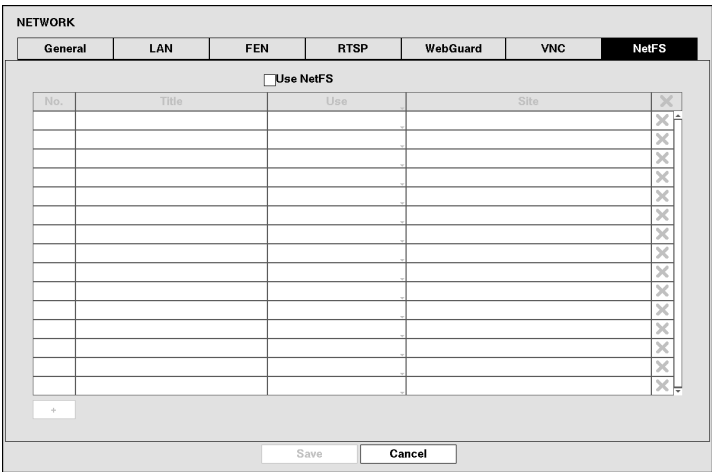 NETWORK
General LAN FEN RTSP WebGuard VNC NetFS
Use NetFS
No. Title Use Site
+
Save Cancel